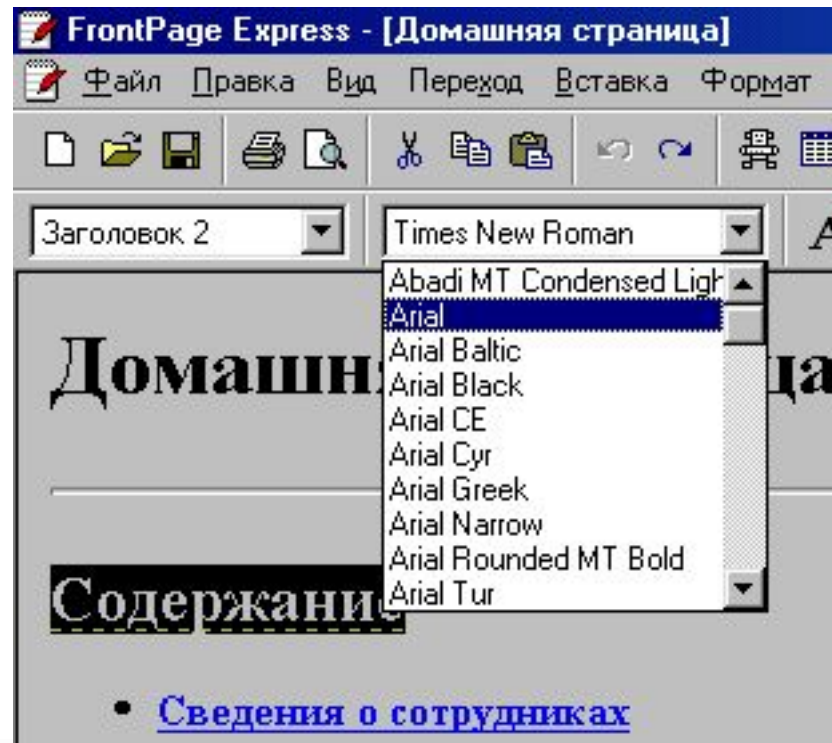 FrontPage Express - [Домашняя страница]
Файл Правка Вид Переход Вставка Формат
Заголовок 2 Times New Roman A
Abadi MT Condensed Ligh
Arial
Arial Baltic
Arial Black
Arial CE
Arial Cyr
Arial Greek
Arial Narrow
Arial Rounded MT Bold
Arial Tur
Домашн ца
Содержание
• Сведения о сотрудниках